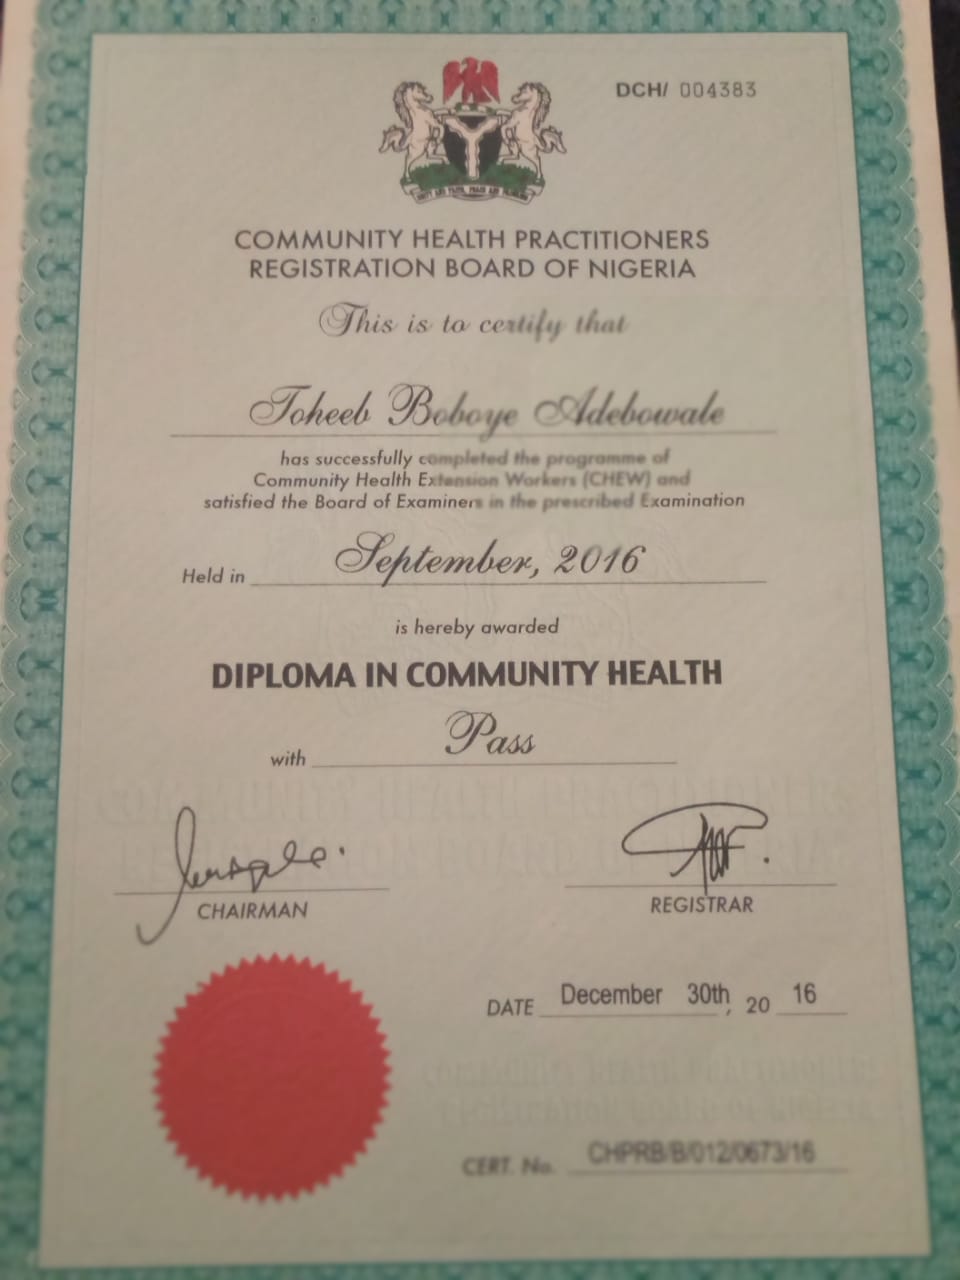 DCH/ 004383
COMMUNITY HEALTH PRACTITIONERS
REGISTRATION BOARD OF NIGERIA
This is to certify that
Toheeb Boboye Adebowale
has successfully completed the programme of
Community Health Extension Workers (CHEW) and
satisfied the Board of Examiners in the prescribed Examination
Held in September, 2016
is hereby awarded
DIPLOMA IN COMMUNITY HEALTH
with Pass
CHAIRMAN REGISTRAR
DATE December 30th, 20 16
CERT. No. CHPRB/B/012/0673/16